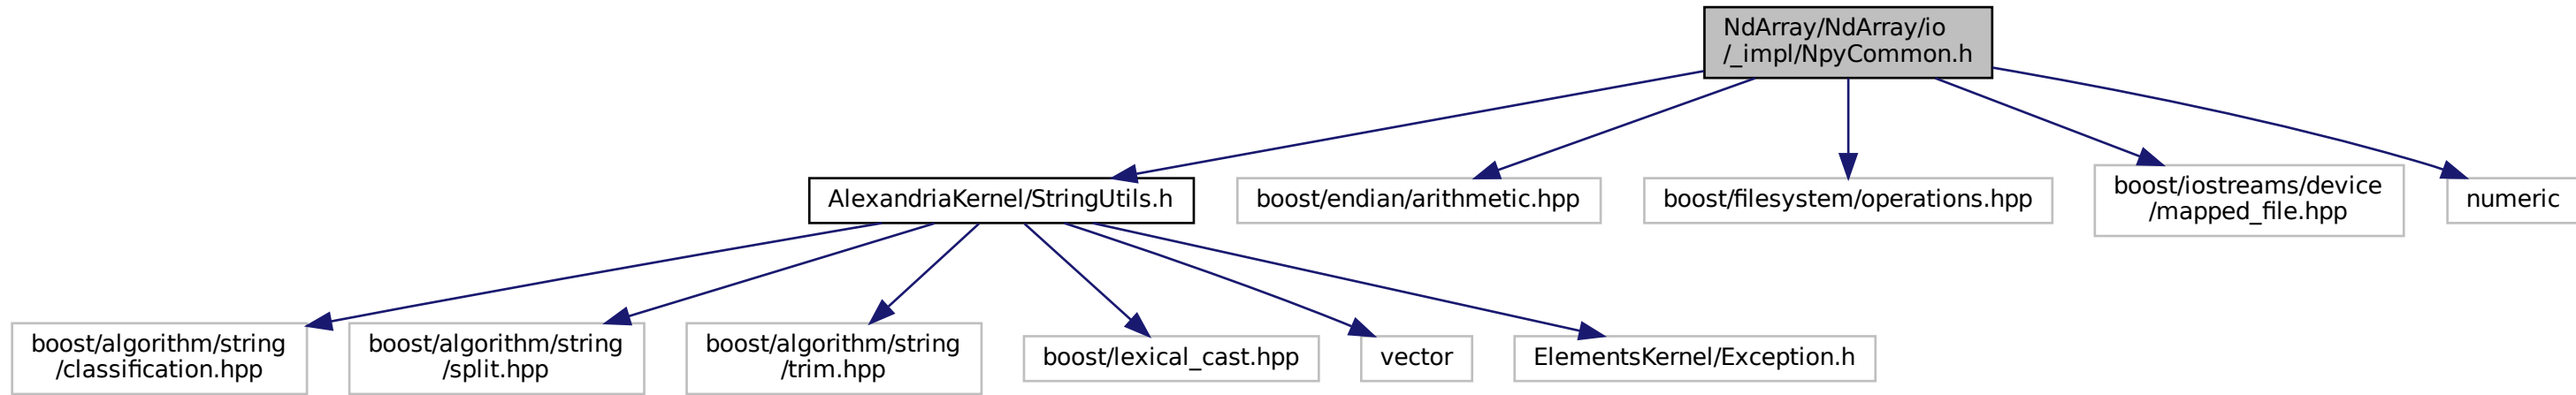 NdArray/NdArray/io
/_impl/NpyCommon.h
AlexandriaKernel/StringUtils.h
boost/endian/arithmetic.hpp
boost/filesystem/operations.hpp
boost/iostreams/device
/mapped_file.hpp
numeric
boost/algorithm/string
/classification.hpp
boost/algorithm/string
/split.hpp
boost/algorithm/string
/trim.hpp
boost/lexical_cast.hpp
vector
ElementsKernel/Exception.h